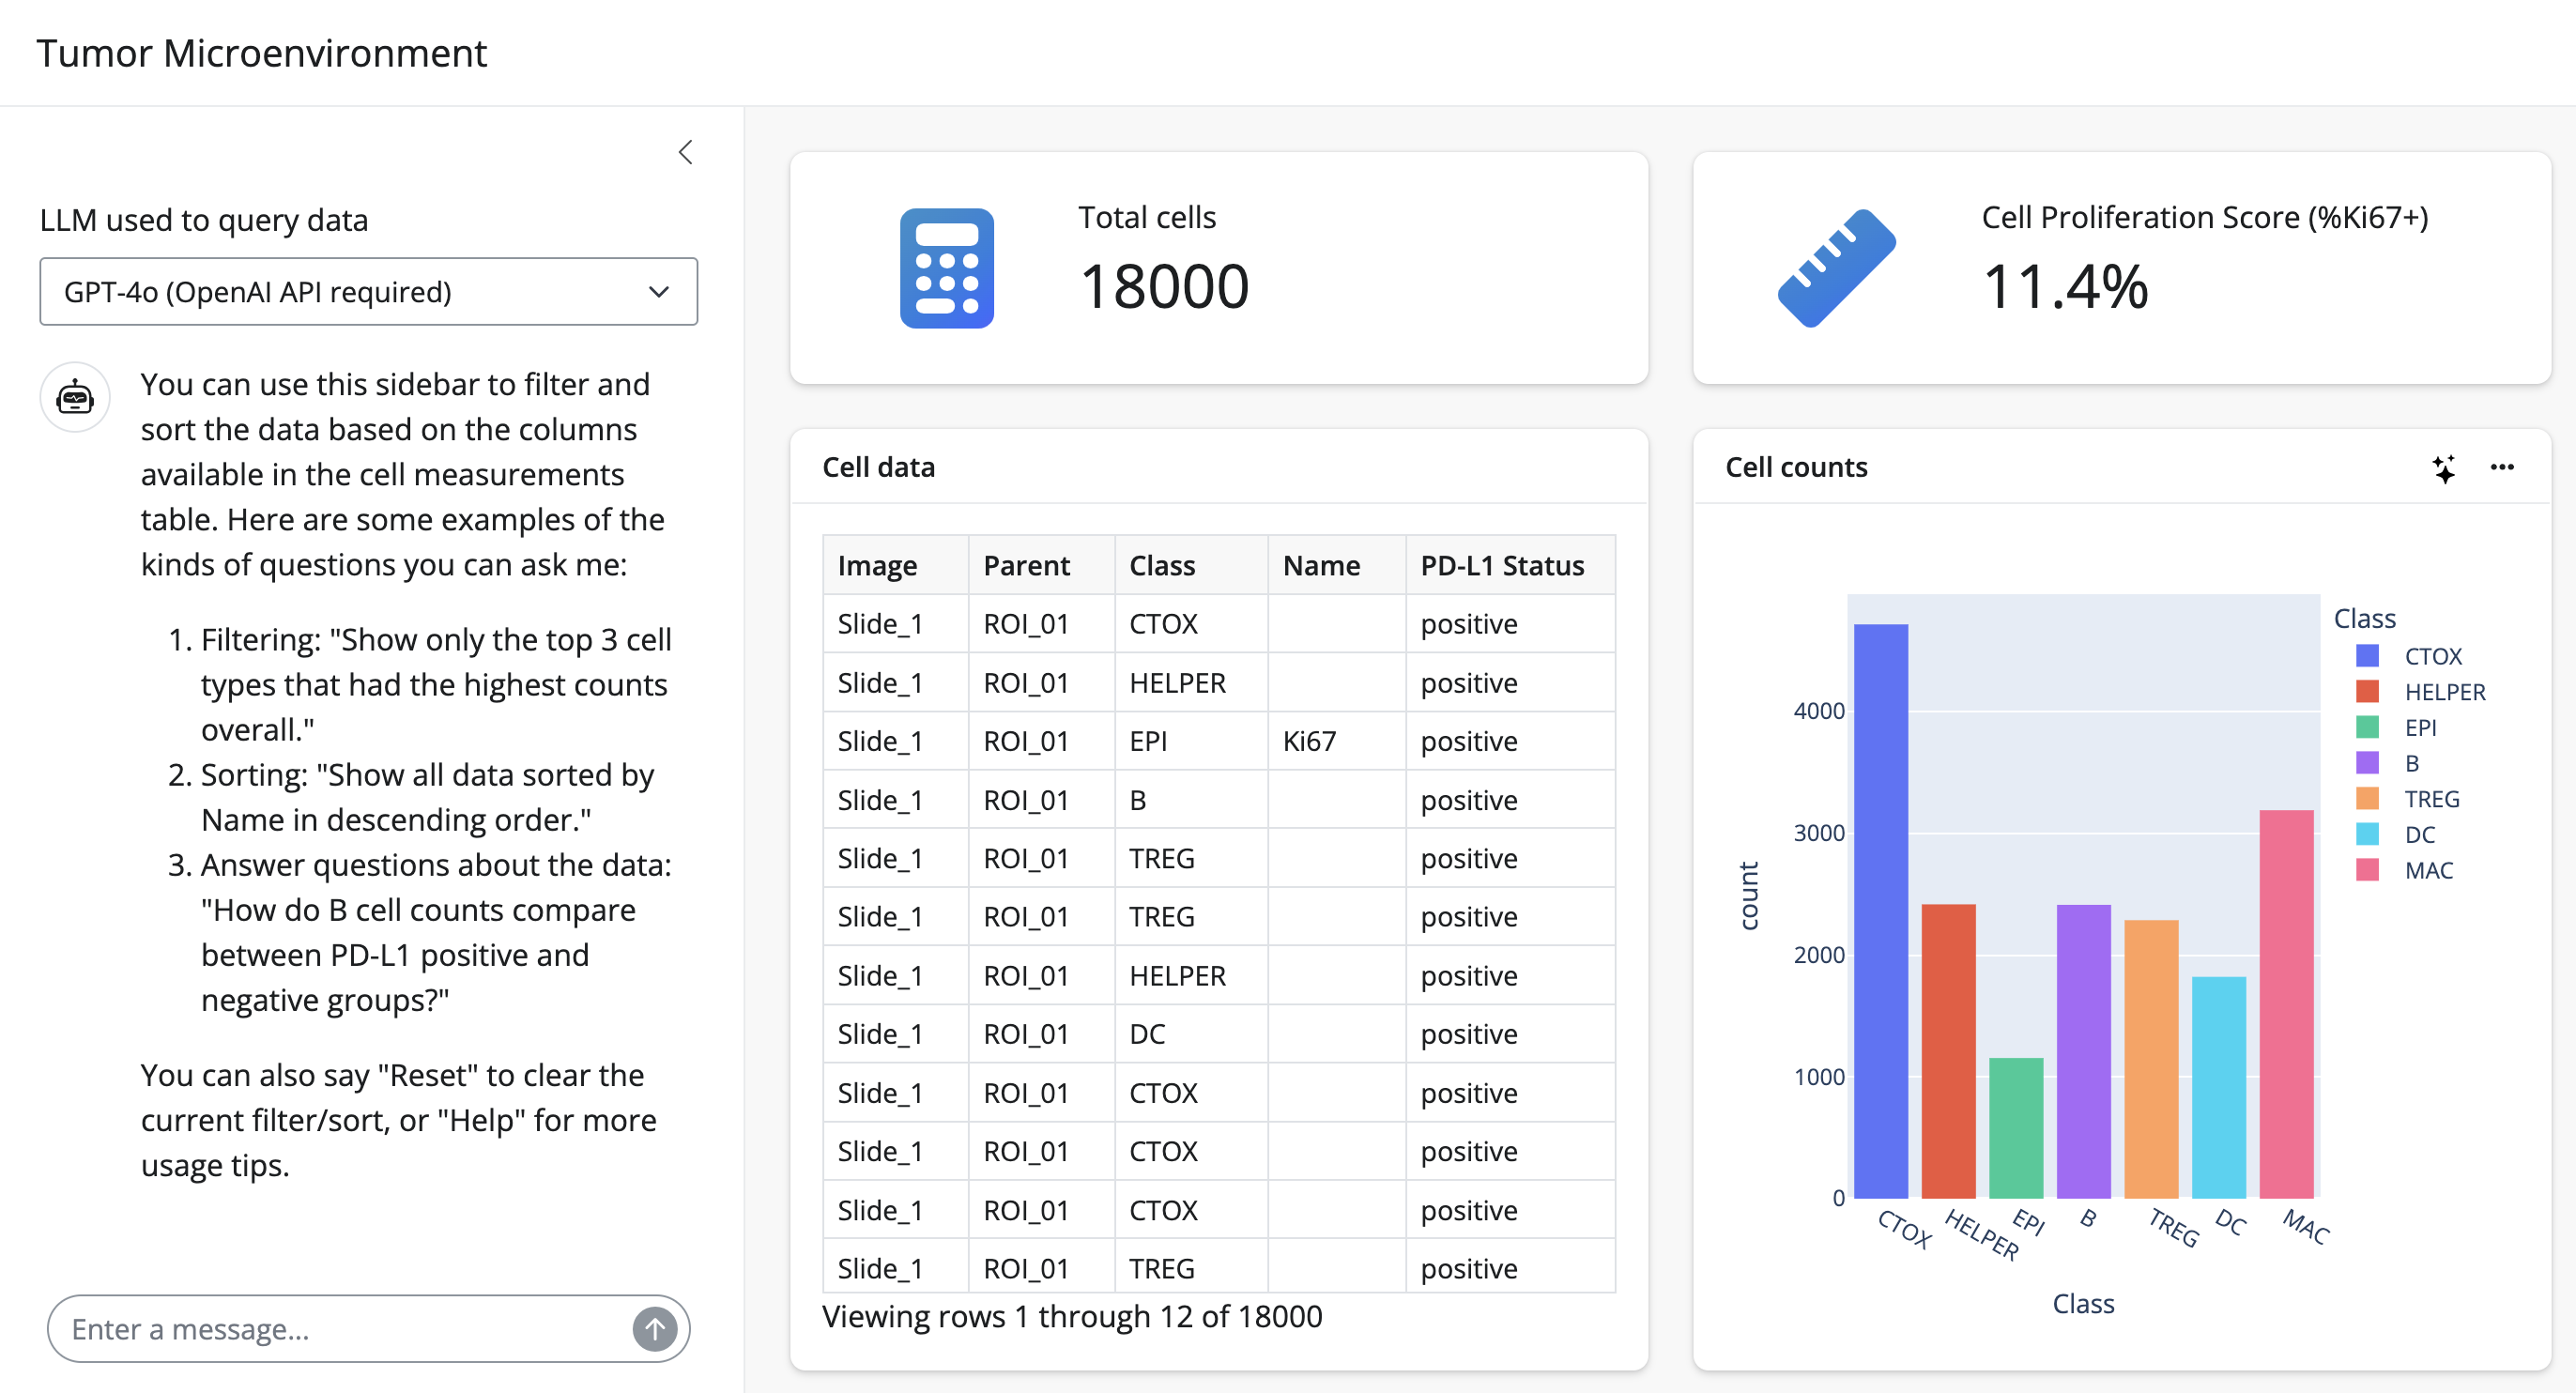 Tumor Microenvironment
LLM used to query data
GPT-4o (OpenAI API required)
You can use this sidebar to filter and
sort the data based on the columns
available in the cell measurements
table. Here are some examples of the
kinds of questions you can ask me:
1. Filtering: "Show only the top 3 cell
types that had the highest counts
overall."
2. Sorting: "Show all data sorted by
Name in descending order."
3. Answer questions about the data:
"How do B cell counts compare
between PD-L1 positive and
negative groups?"
You can also say "Reset" to clear the
current filter/sort, or "Help" for more
usage tips.
Enter a message...
Total cells
18000
Cell Proliferation Score (%Ki67+)
11.4%
Cell data
Image Parent Class Name PD-L1 Status
Slide_1 ROI_01 CTOX positive
Slide_1 ROI_01 HELPER positive
Slide_1 ROI_01 EPI Ki67 positive
Slide_1 ROI_01 B positive
Slide_1 ROI_01 TREG positive
Slide_1 ROI_01 TREG positive
Slide_1 ROI_01 HELPER positive
Slide_1 ROI_01 DC positive
Slide_1 ROI_01 CTOX positive
Slide_1 ROI_01 CTOX positive
Slide_1 ROI_01 CTOX positive
Slide_1 ROI_01 TREG positive
Viewing rows 1 through 12 of 18000
Cell counts
count
4000
3000
2000
1000
0
CTOX HELPER EPI B TREG DC MAC
Class
Class
CTOX
HELPER
EPI
B
TREG
DC
MAC